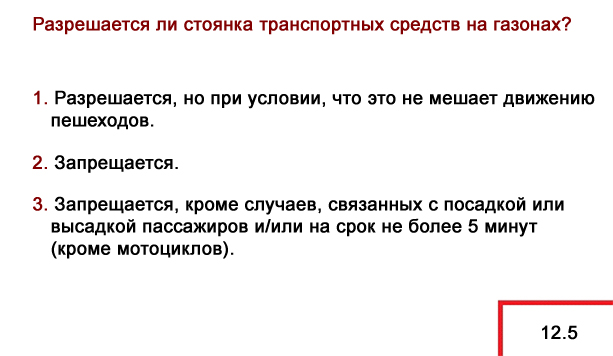 Разрешается ли стоянка транспортных средств на газонах?
1. Разрешается, но при условии, что это не мешает движению
пешеходов.
2. Запрещается.
3. Запрещается, кроме случаев, связанных с посадкой или
высадкой пассажиров и/или на срок не более 5 минут
(кроме мотоциклов).
12.5